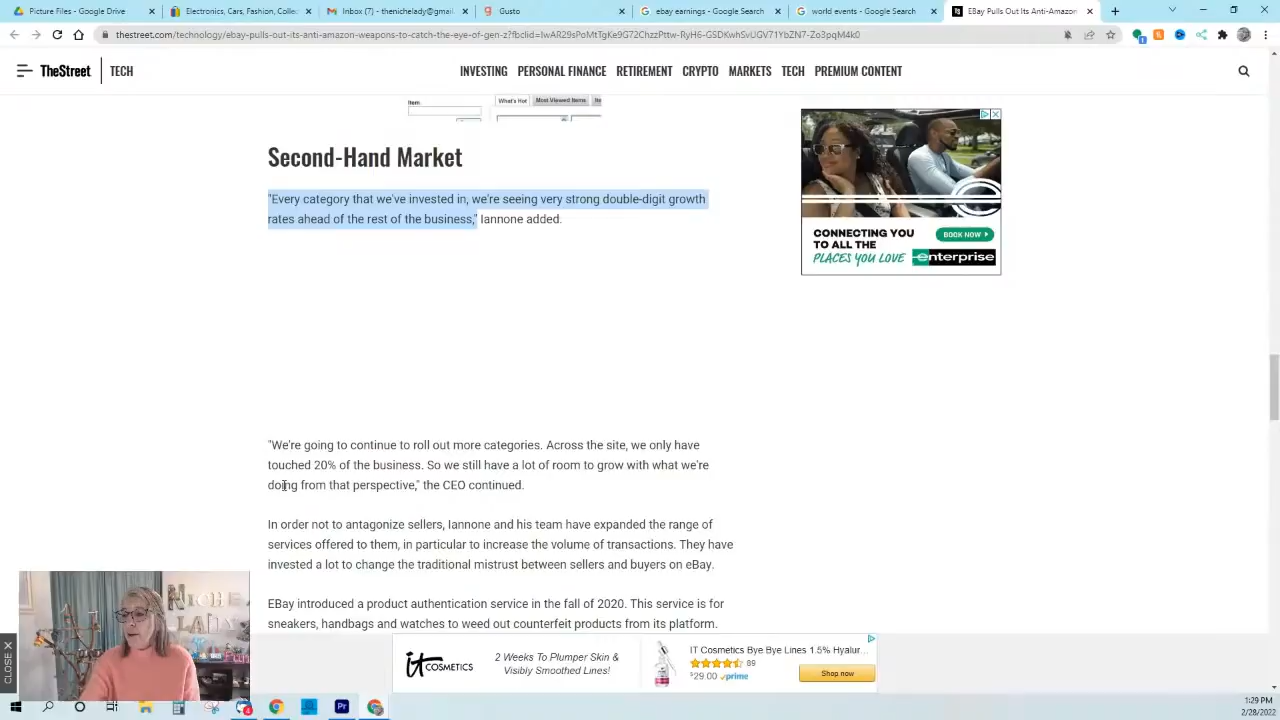 Picture Files - Google Drive
Electronics, Cars, Fashion, Collec
Inbox (7) - thenichelady@gmail
Gusto
ebay earnings - Google Search
world events - Google Search
EBay Pulls Out Its Anti-Amazon
thestreet.com/technology/ebay-pulls-out-its-anti-amazon-weapons-to-catch-the-eye-of-gen-z?fbclid=IwAR29sPoMtTgKe9G72ChzzPttw-RyH6-GSDKwhSvUGV7-Zo3pqM4k0
TheStreet TECH
INVESTING PERSONAL FINANCE RETIREMENT CRYPTO MARKETS TECH PREMIUM CONTENT
Item:
What's Hot Most Viewed Items
Second-Hand Market
"Every category that we've invested in, we're seeing very strong double-digit growth
rates ahead of the rest of the business," Iannone added.
CONNECTING YOU
TO ALL THE
PLACES YOU LOVE
BOOK NOW
enterprise
"We're going to continue to roll out more categories. Across the site, we only have
touched 20% of the business. So we still have a lot of room to grow with what we're
doing from that perspective," the CEO continued.
In order not to antagonize sellers, Iannone and his team have expanded the range of
services offered to them, in particular to increase the volume of transactions. They have
invested a lot to change the traditional mistrust between sellers and buyers on eBay.
EBay introduced a product authentication service in the fall of 2020. This service is for
sneakers, handbags and watches to weed out counterfeit products from its platform.
CLOSE X
it COSMETICS
2 Weeks To Plumper Skin &
Visibly Smoothed Lines!
IT Cosmetics Bye Bye Lines 1.5% Hyalur...
89
$29.00 prime
Shop now
Pr
1:29 PM
2/28/2022